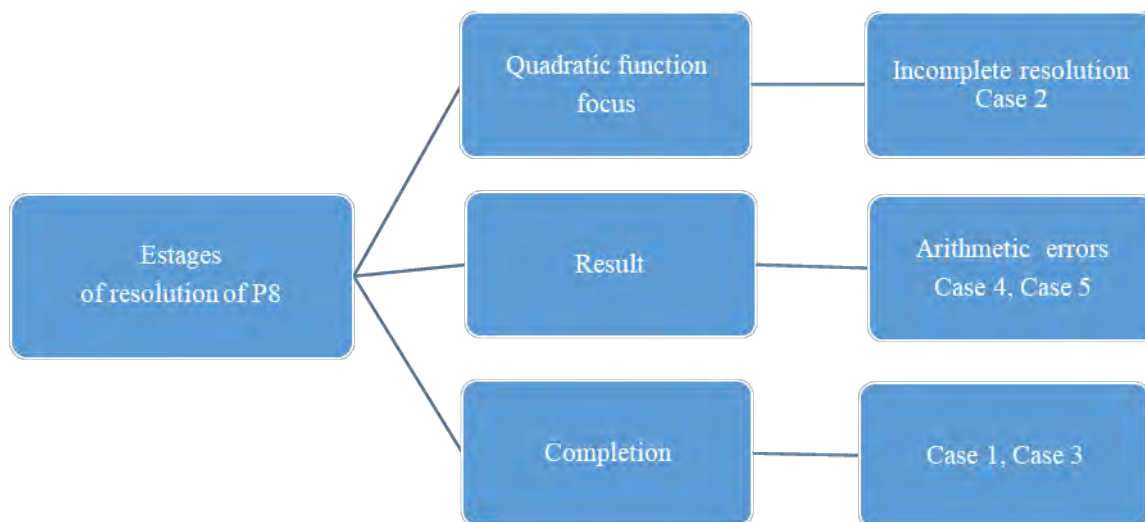 Quadratic function
focus
Incomplete resolution
Case 2
Estages
of resolution of P8
Result
Arithmetic errors
Case 4, Case 5
Completion
Case 1, Case 3